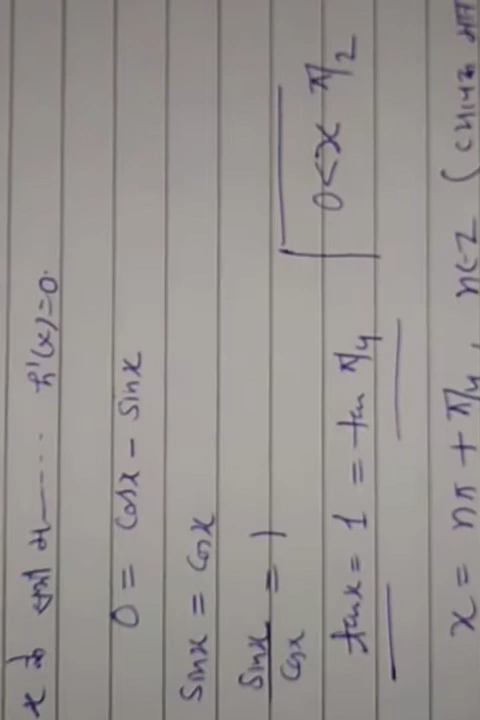 x के सभी मा---- h'(x)=0.
0 = cosx - sinx
sinx = cosx
sinx/cosx = 1
tanx = 1 = tan π/4
0<x π/2
x = nπ + π/4, n∈Z (